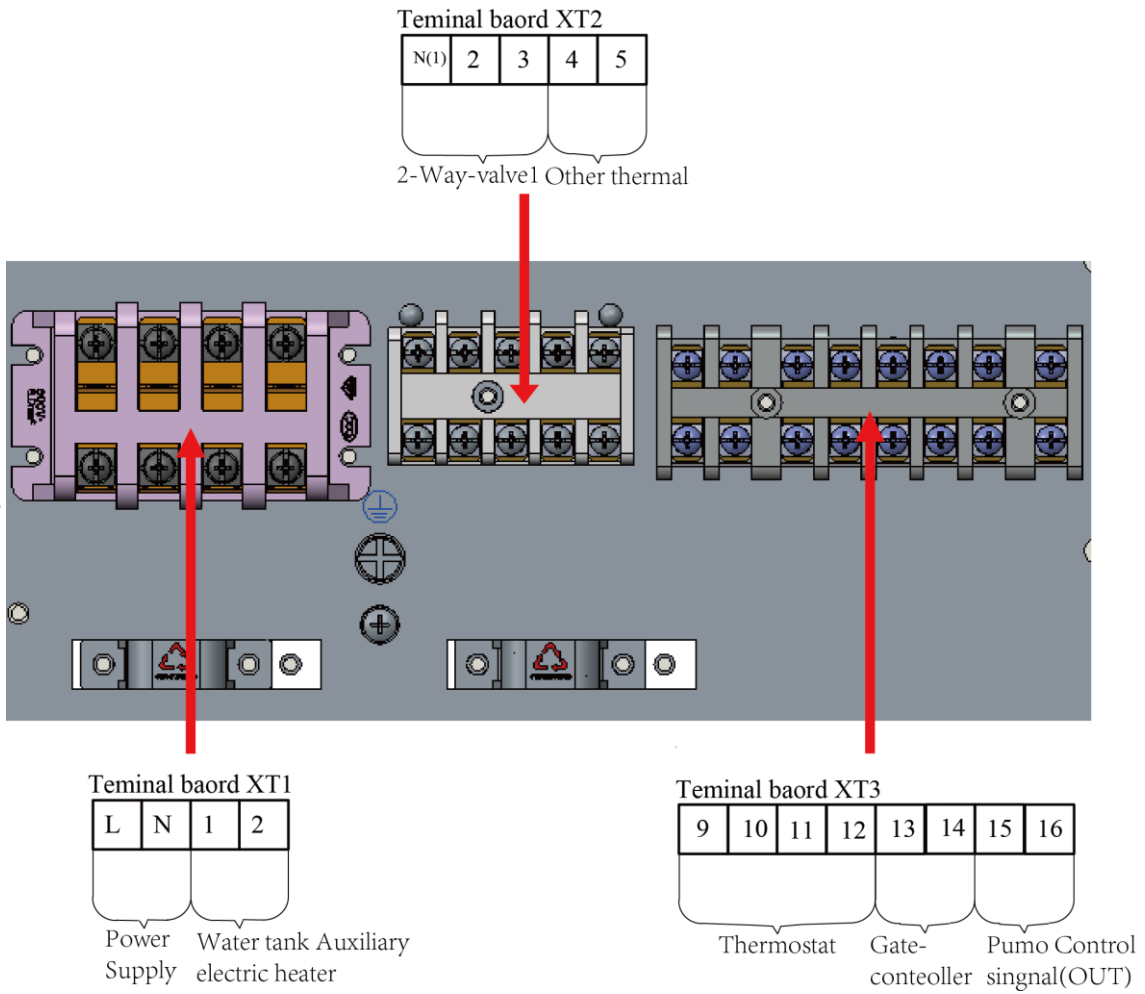 Teminal baord XT2
N(1) 2 3 4 5
2-Way-valve1 Other thermal
Teminal baord XT1
L N 1 2
Power Supply
Water tank Auxiliary electric heater
Teminal baord XT3
9 10 11 12 13 14 15 16
Thermostat
Gate-
conteoller
Pumo Control
singnal(OUT)